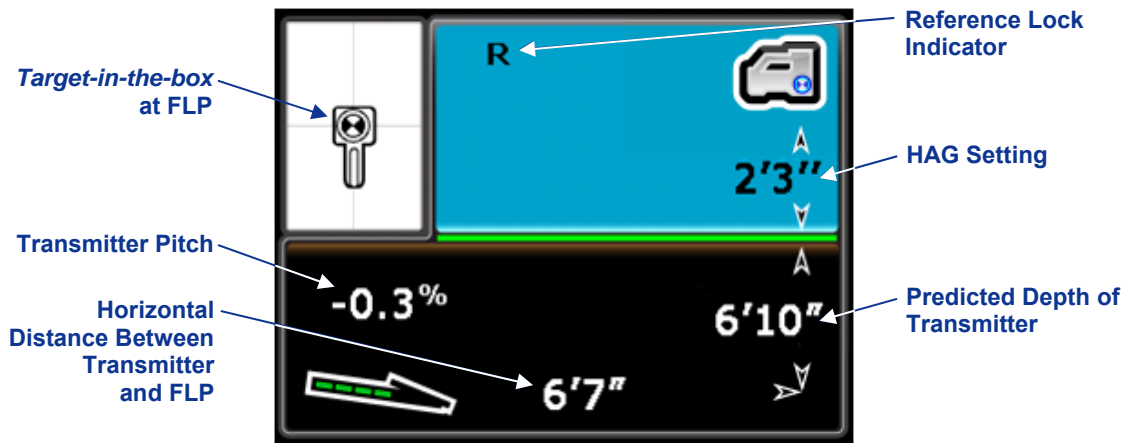 Reference Lock
Indicator
R
Target-in-the-box
at FLP
2'3"
HAG Setting
Transmitter Pitch
-0.3%
Horizontal
Distance Between
Transmitter
and FLP
6'10"
Predicted Depth of
Transmitter
6'7"